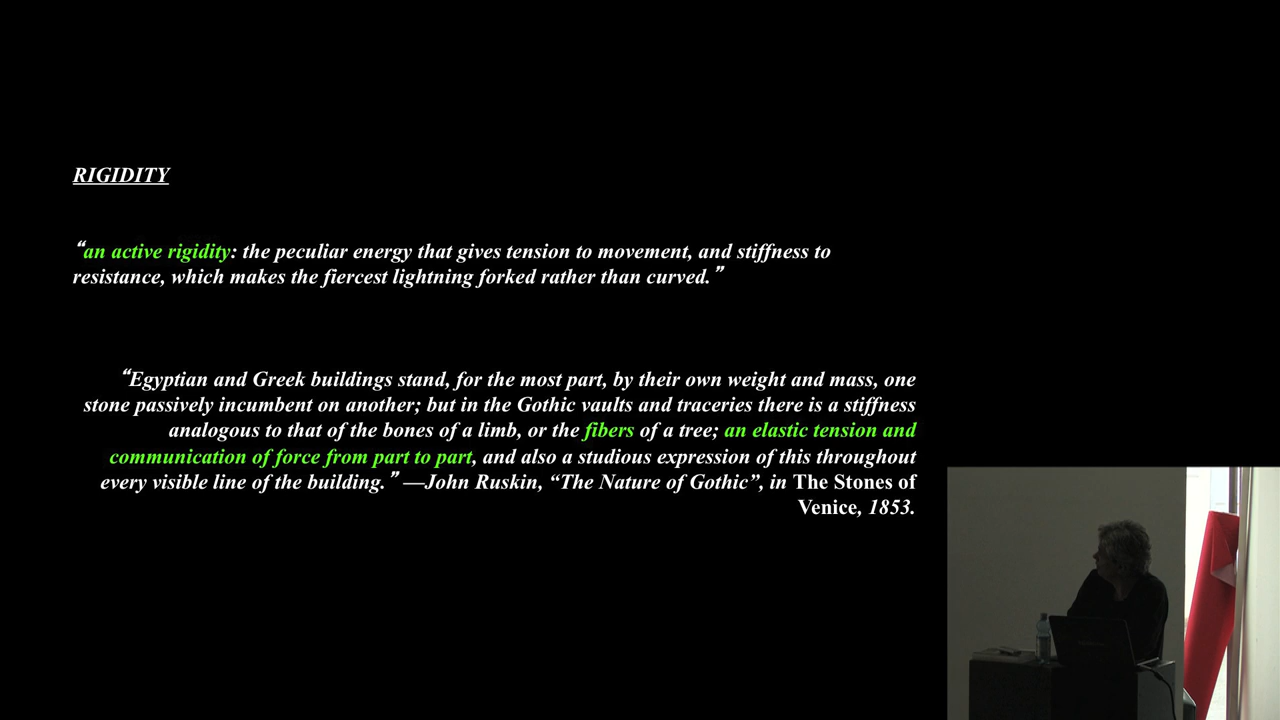 RIGIDITY
“an active rigidity: the peculiar energy that gives tension to movement, and stiffness to
resistance, which makes the fiercest lightning forked rather than curved.”
“Egyptian and Greek buildings stand, for the most part, by their own weight and mass, one
stone passively incumbent on another; but in the Gothic vaults and traceries there is a stiffness
analogous to that of the bones of a limb, or the fibers of a tree; an elastic tension and
communication of force from part to part, and also a studious expression of this throughout
every visible line of the building.” —John Ruskin, “The Nature of Gothic”, in The Stones of
Venice, 1853.